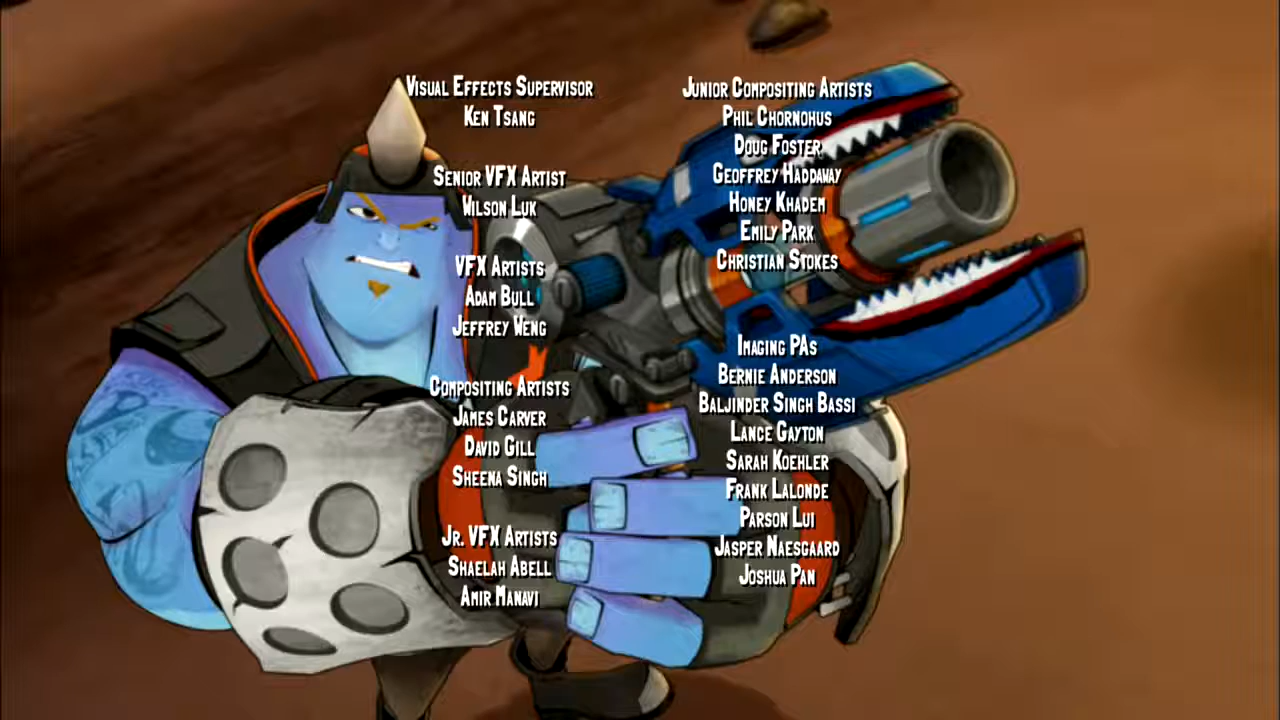 Visual Effects Supervisor
Ken Tsang
Senior VFX Artist
Wilson Luk
VFX Artists
Adam Bull
Jeffrey Weng
Compositing Artists
James Carver
David Gill
Sheena Singh
Jr. VFX Artists
Shaelah Abell
Amir Manavi
Junior Compositing Artists
Phil Chornohus
Doug Foster
Geoffrey Haddaway
Honey Khadem
Emily Park
Christian Stokes
Imaging PAs
Bernie Anderson
Baljinder Singh Bassi
Lance Gayton
Sarah Koehler
Frank Lalonde
Parson Lui
Jasper Naesgaard
Joshua Pan